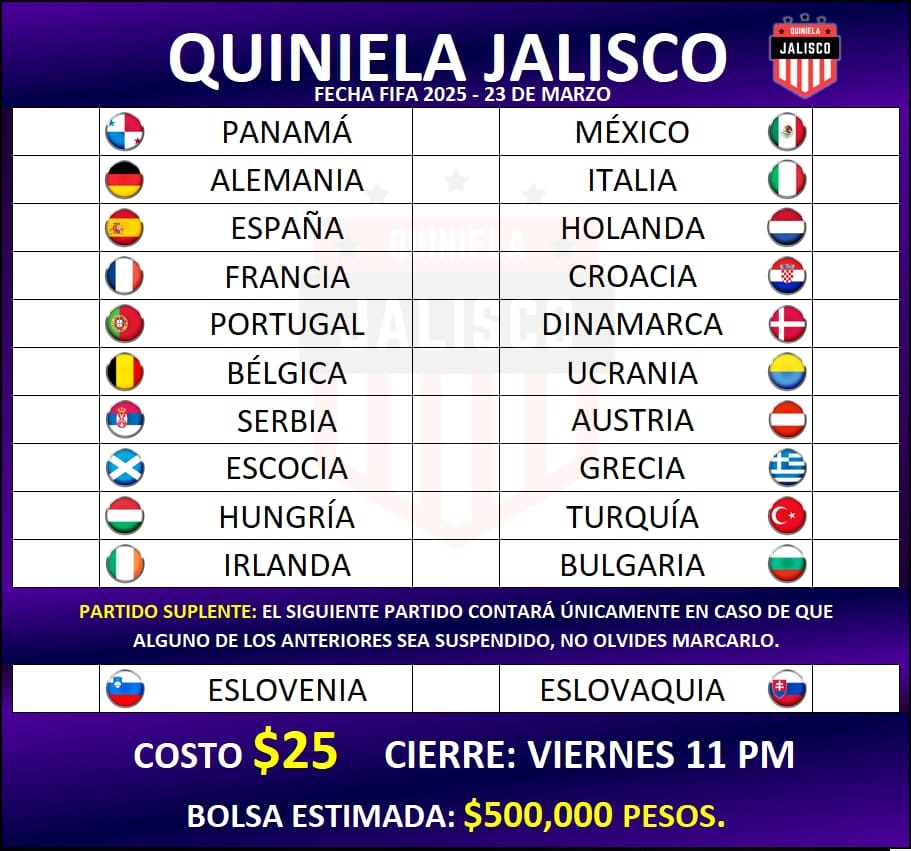 QUINIELA JALISCO
QUINIELA
JALISCO
FECHA FIFA 2025 - 23 DE MARZO
PANAMÁ MÉXICO
ALEMANIA ITALIA
ESPAÑA HOLANDA
QUINIELA
FRANCIA CROACIA
PORTUGAL DINAMARCA
JALISCO
BÉLGICA UCRANIA
SERBIA AUSTRIA
ESCOCIA GRECIA
HUNGRÍA TURQUÍA
IRLANDA BULGARIA
PARTIDO SUPLENTE: EL SIGUIENTE PARTIDO CONTARÁ ÚNICAMENTE EN CASO DE QUE
ALGUNO DE LOS ANTERIORES SEA SUSPENDIDO, NO OLVIDES MARCARLO.
ESLOVENIA ESLOVAQUIA
COSTO $25 CIERRE: VIERNES 11 PM
BOLSA ESTIMADA: $500,000 PESOS.